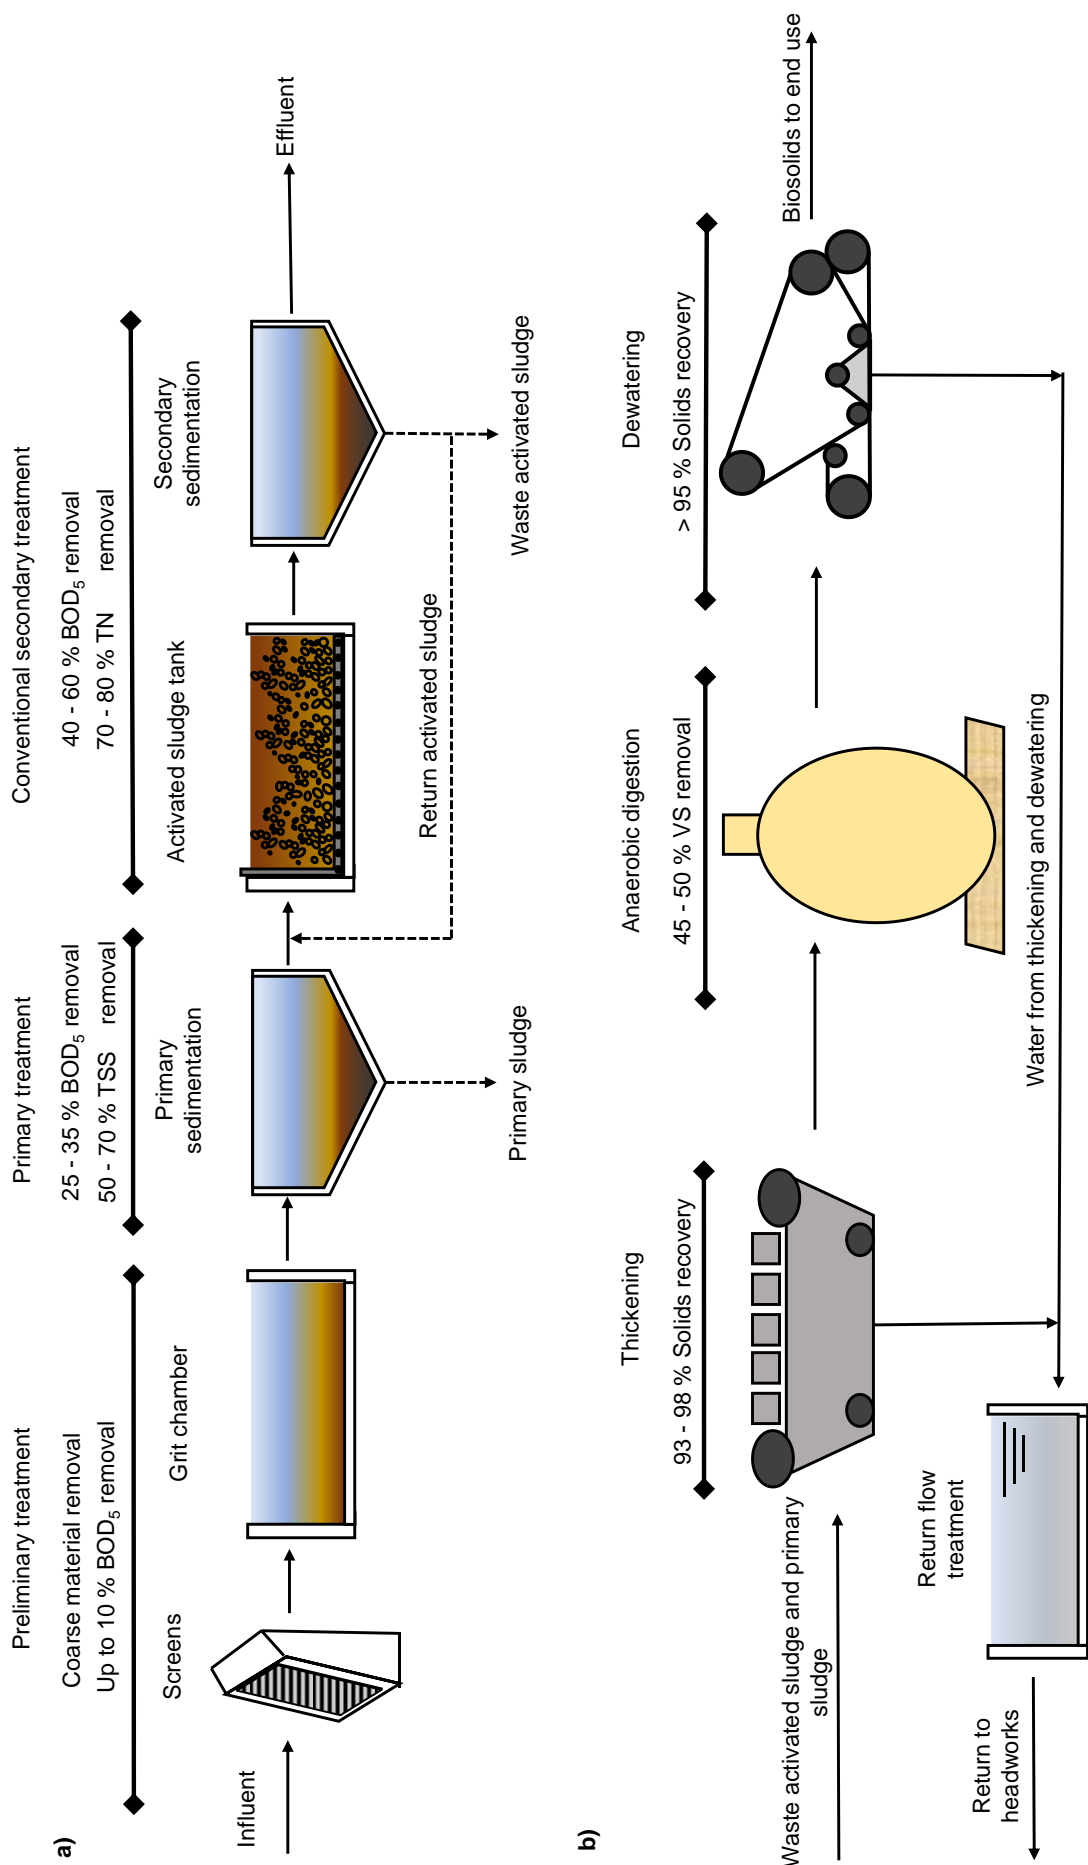 a)
Preliminary treatment
Coarse material removal
Up to 10 % BOD5 removal
Primary treatment
25 - 35 % BOD5 removal
50 - 70 % TSS removal
Conventional secondary treatment
40 - 60 % BOD5 removal
70 - 80 % TN removal
Influent
Screens
Grit chamber
Primary
sedimentation
Activated sludge tank
Secondary
sedimentation
Effluent
Return activated sludge
Primary sludge
Waste activated sludge
b)
Waste activated sludge and primary
sludge
Thickening
93 - 98 % Solids recovery
Anaerobic digestion
45 - 50 % VS removal
Dewatering
> 95 % Solids recovery
Biosolids to end use
Return to
headworks
Return flow
treatment
Water from thickening and dewatering